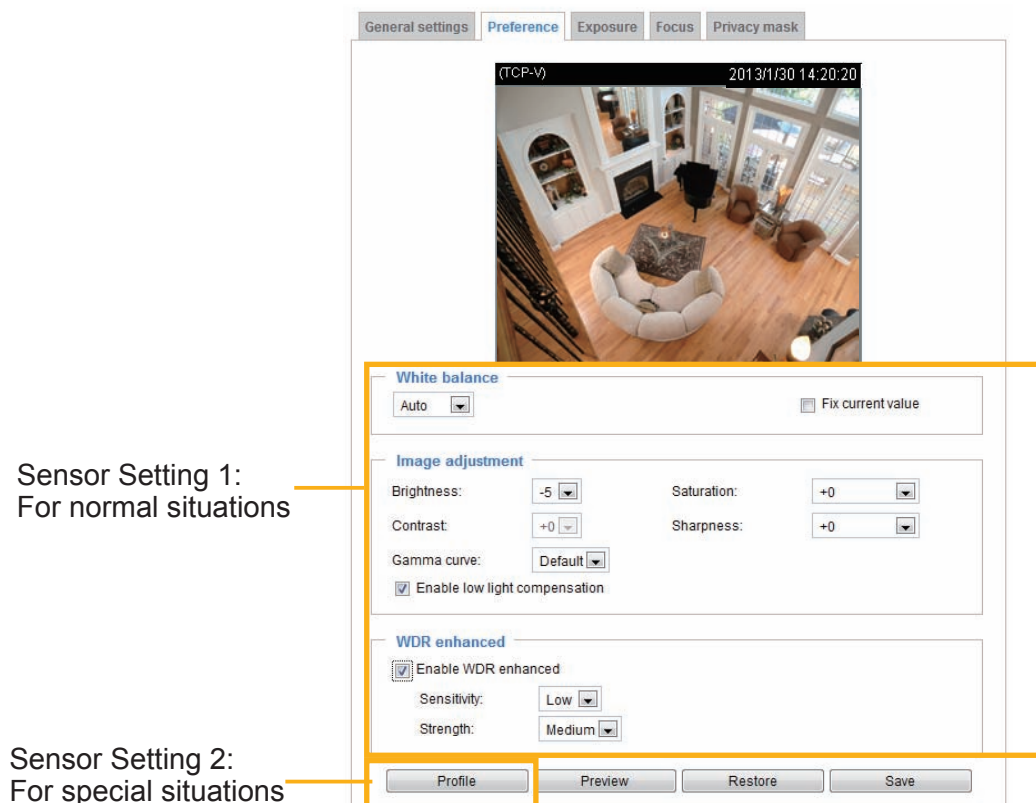 General settings Preference Exposure Focus Privacy mask
(TCP-V) 2013/1/30 14:20:20
White balance
Auto Fix current value
Image adjustment
Sensor Setting 1:
For normal situations
Brightness: -5 Saturation: +0
Contrast: +0 Sharpness: +0
Gamma curve: Default
Enable low light compensation
WDR enhanced
Enable WDR enhanced
Sensitivity: Low
Strength: Medium
Sensor Setting 2:
For special situations
Profile Preview Restore Save